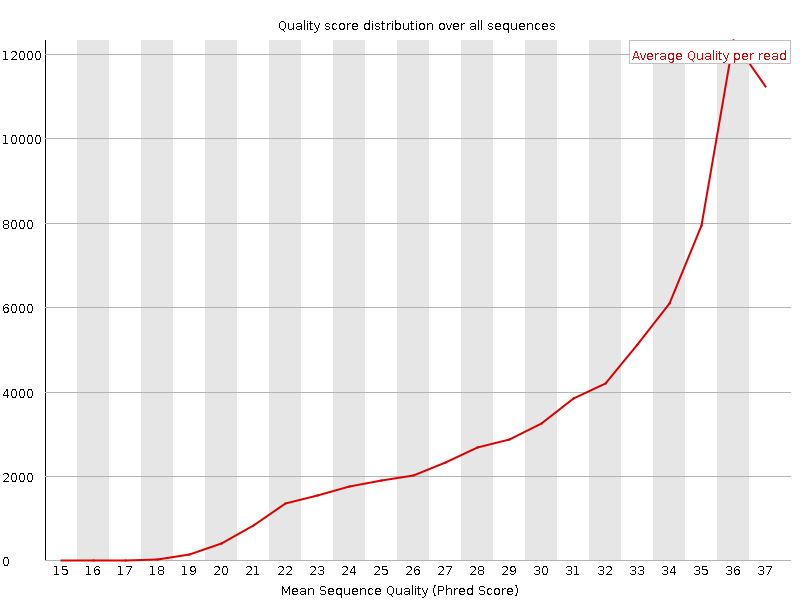 Quality score distribution over all sequences
Average Quality per read
12000
10000
8000
6000
4000
2000
0
15 16 17 18 19 20 21 22 23 24 25 26 27 28 29 30 31 32 33 34 35 36 37
Mean Sequence Quality (Phred Score)